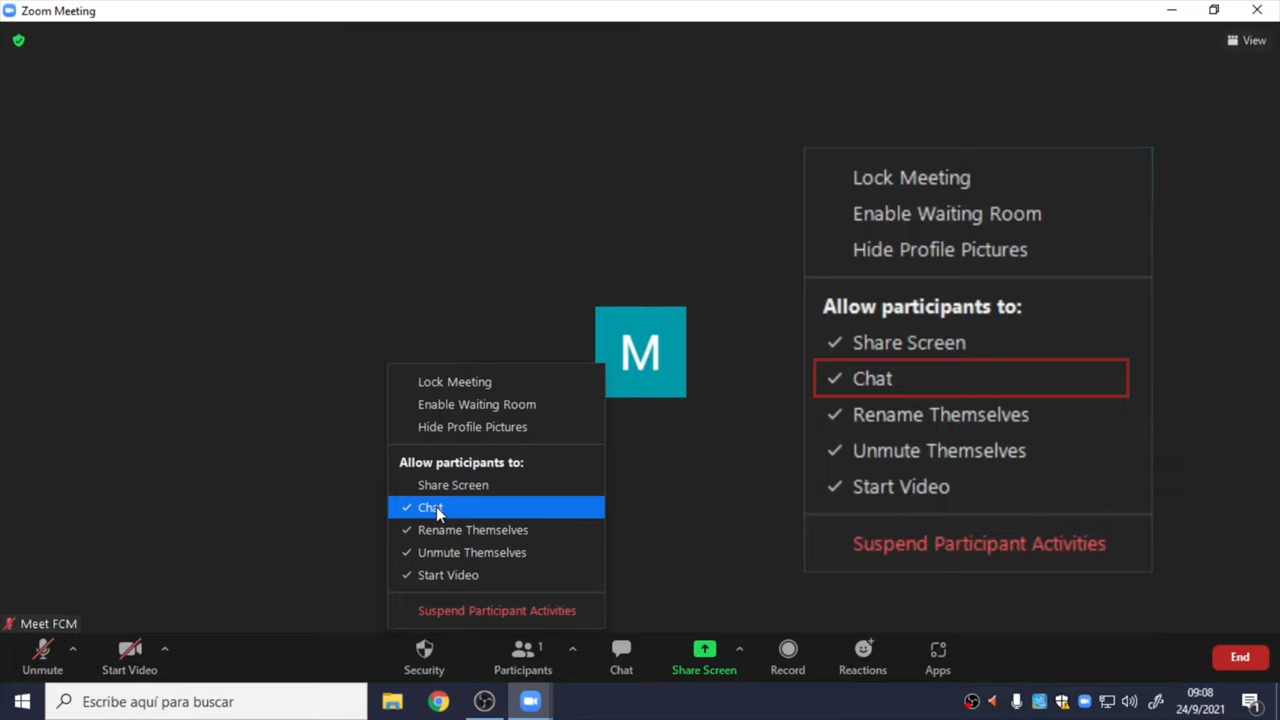 Zoom Meeting
View
Lock Meeting
Enable Waiting Room
Hide Profile Pictures
Allow participants to:
Share Screen
Chat
Rename Themselves
Unmute Themselves
Start Video
Suspend Participant Activities
M
Lock Meeting
Enable Waiting Room
Hide Profile Pictures
Allow participants to:
Share Screen
Chat
Rename Themselves
Unmute Themselves
Start Video
Suspend Participant Activities
Meet FCM
Unmute
Start Video
Security
1
Participants
Chat
Share Screen
Record
Reactions
Apps
End
Escribe aquí para buscar
09:08
24/9/2021
1